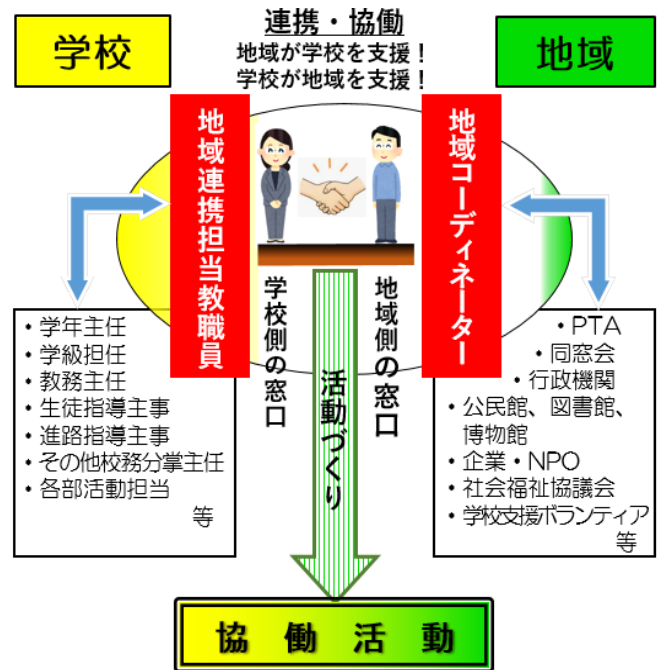 連携・協働
地域が学校を支援！
学校が地域を支援！
学校
地域
地域連携担当教職員
地域コーディネーター
学校側の窓口
地域側の窓口
活動づくり
・学年主任
・学級担任
・教務主任
・生徒指導主事
・進路指導主事
・その他校務分掌主任
・各部活動担当
等
・PTA
・同窓会
・行政機関
・公民館、図書館、
博物館
・企業・NPO
・社会福祉協議会
・学校支援ボランティア
等
協働活動